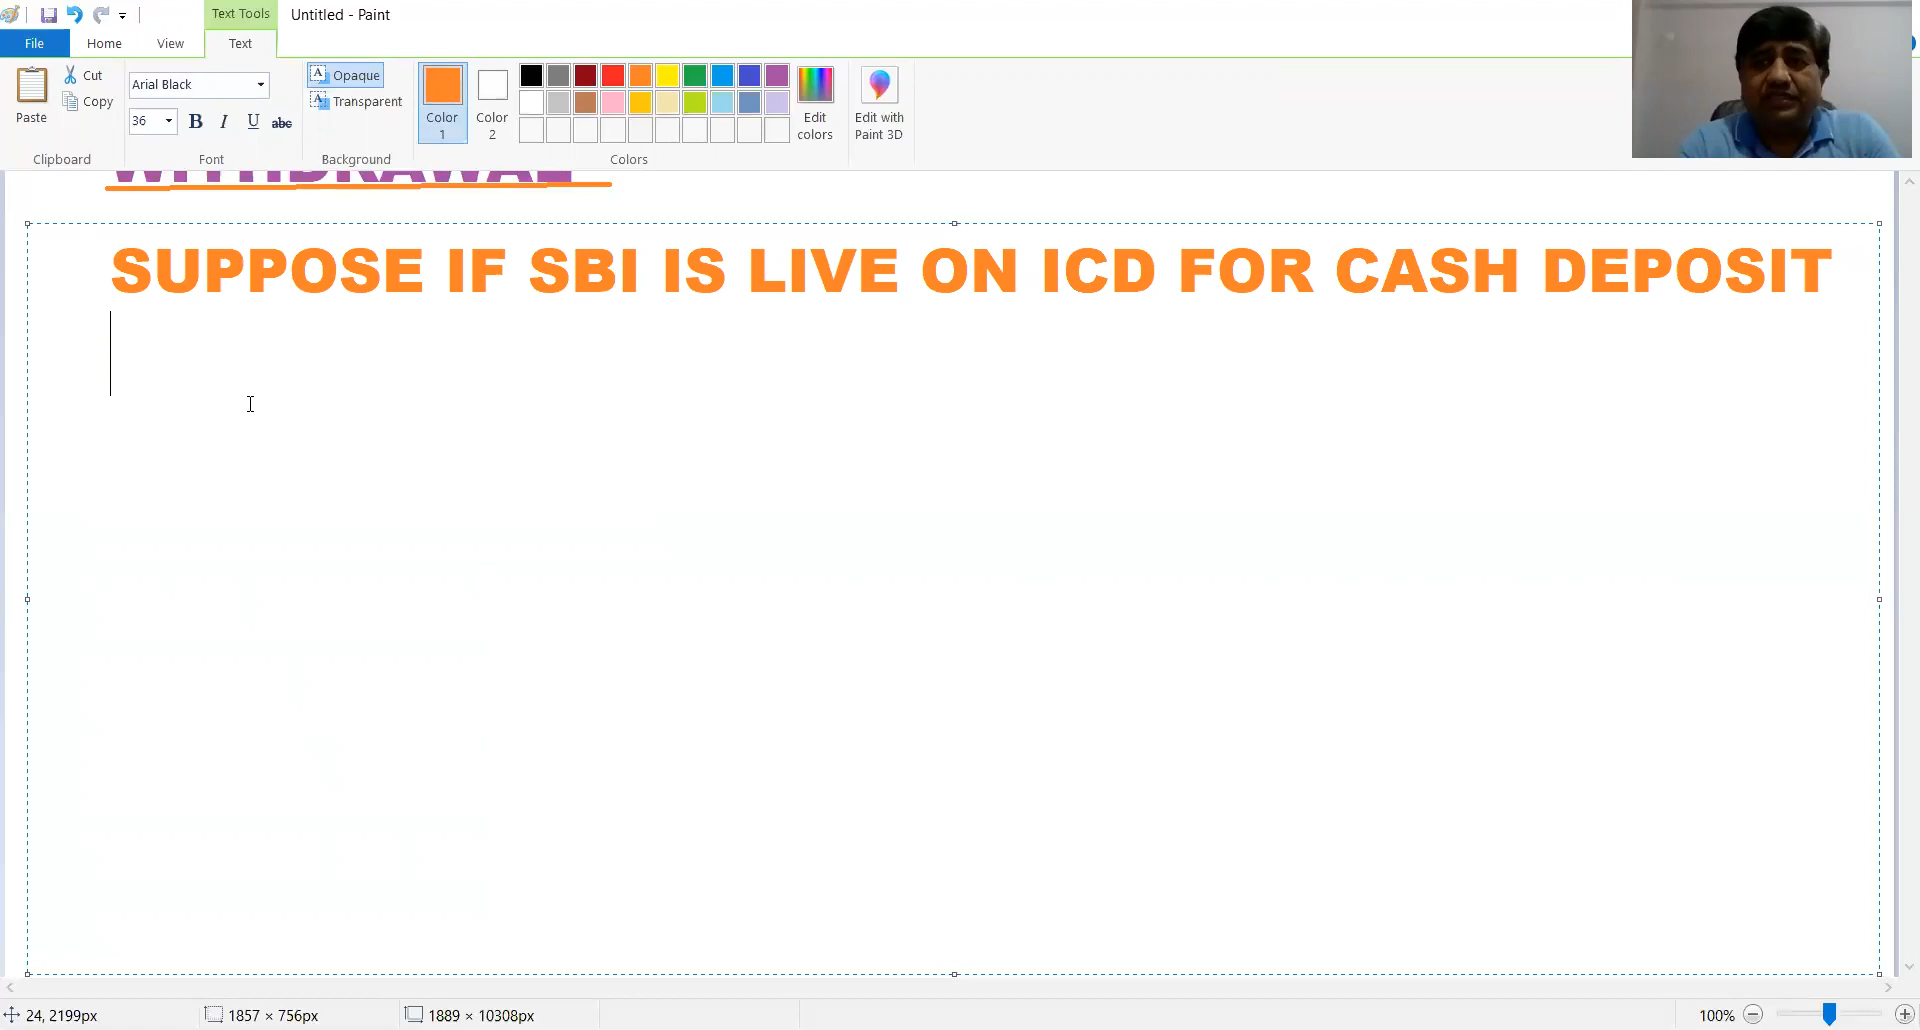 Text Tools
Untitled - Paint
File
Home
View
Text
Paste
Cut
Copy
Clipboard
Arial Black
36
B
I
U
abc
Font
A
Opaque
A
Transparent
Background
Color
1
Color
2
Colors
Edit
colors
Edit with
Paint 3D
WITHDRAWAL
SUPPOSE IF SBI IS LIVE ON ICD FOR CASH DEPOSIT
24, 2199px
1857 × 756px
1889 × 10308px
100%